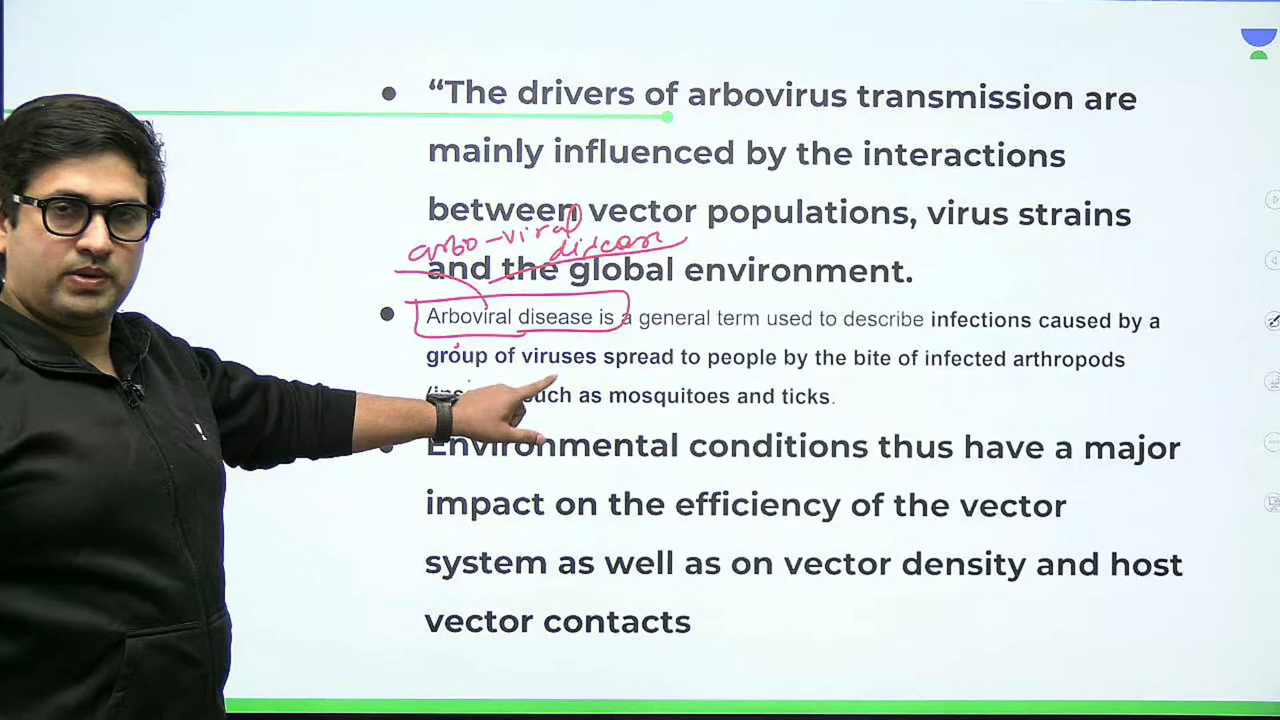 • “The drivers of arbovirus transmission are
mainly influenced by the interactions
between vector populations, virus strains
arbo-viral
disease
and the global environment.
• Arboviral disease is a general term used to describe infections caused by a
group of viruses spread to people by the bite of infected arthropods
such as mosquitoes and ticks.
• Environmental conditions thus have a major
impact on the efficiency of the vector
system as well as on vector density and host
vector contacts